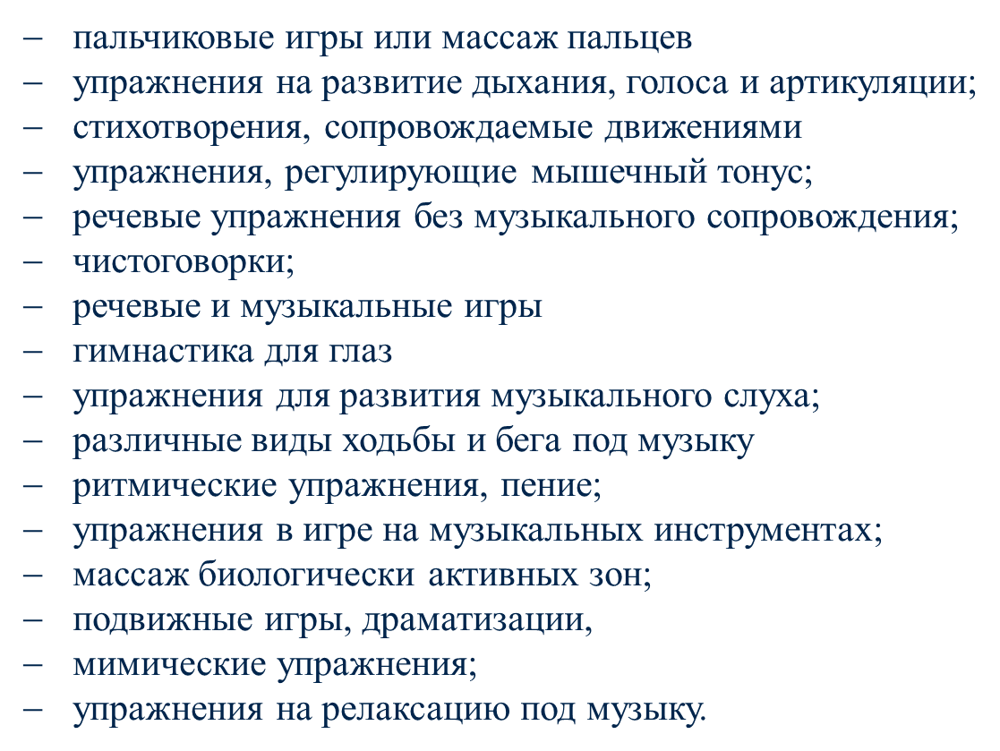 – пальчиковые игры или массаж пальцев
– упражнения на развитие дыхания, голоса и артикуляции;
– стихотворения, сопровождаемые движениями
– упражнения, регулирующие мышечный тонус;
– речевые упражнения без музыкального сопровождения;
– чистоговорки;
– речевые и музыкальные игры
– гимнастика для глаз
– упражнения для развития музыкального слуха;
– различные виды ходьбы и бега под музыку
– ритмические упражнения, пение;
– упражнения в игре на музыкальных инструментах;
– массаж биологически активных зон;
– подвижные игры, драматизации,
– мимические упражнения;
– упражнения на релаксацию под музыку.